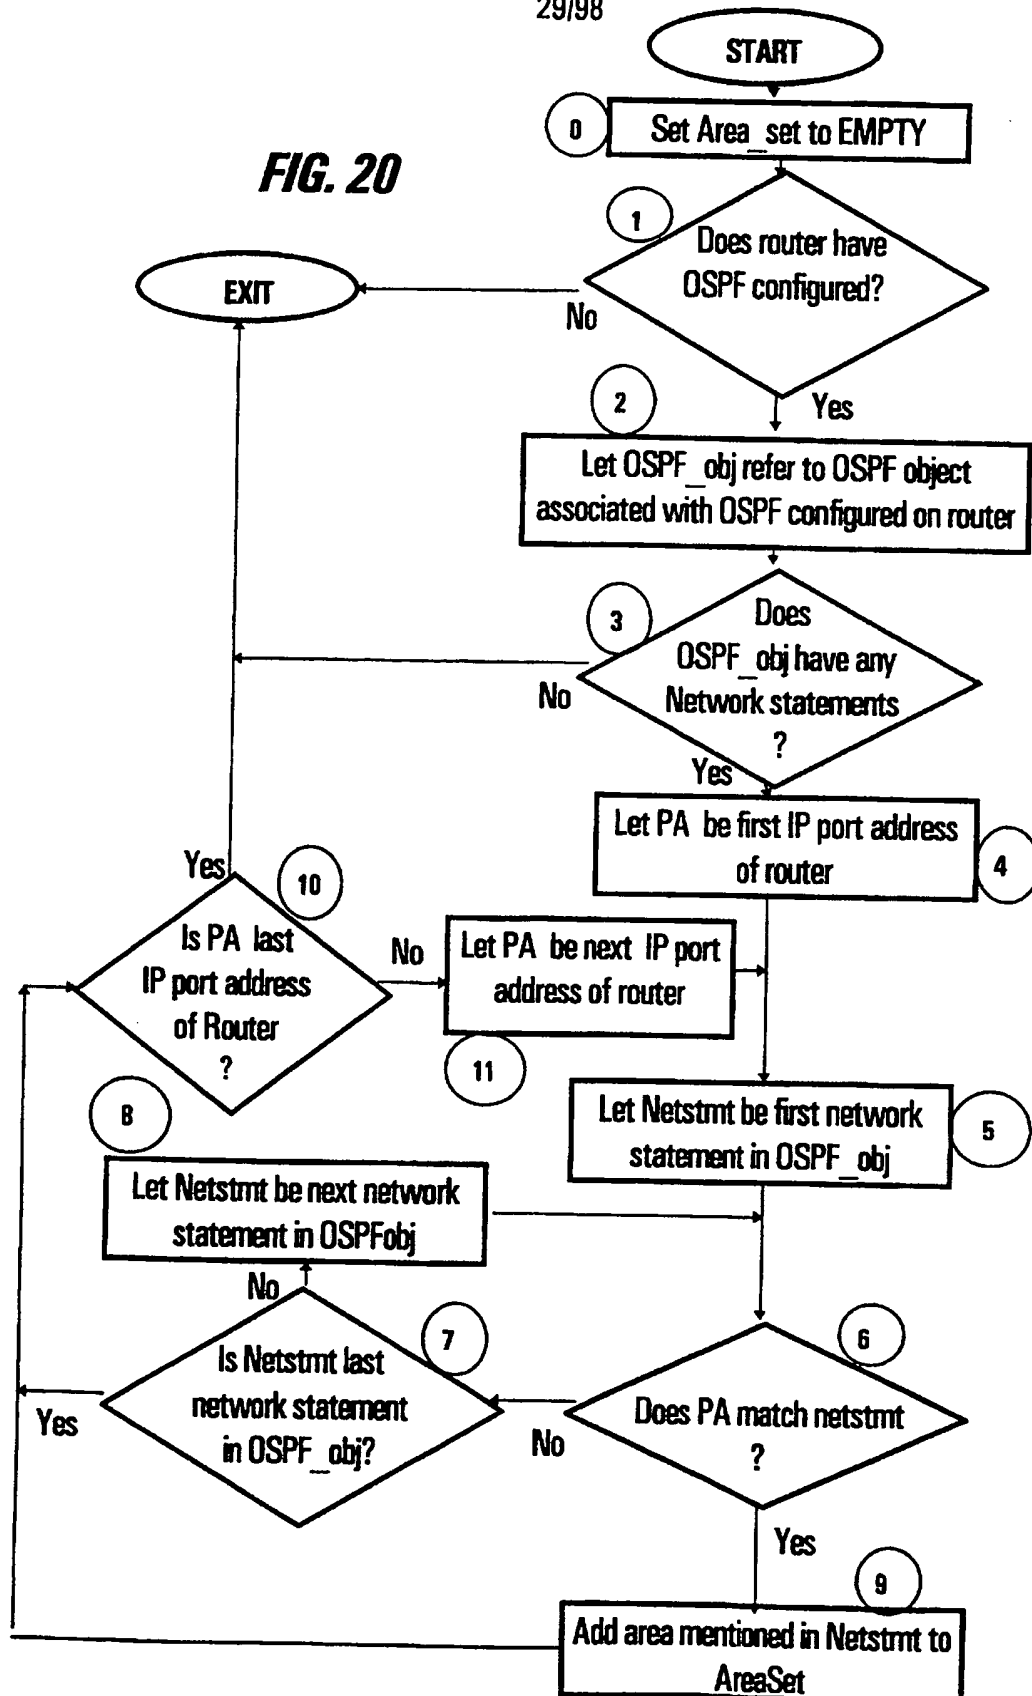 29/98
START
0
Set Area_set to EMPTY
FIG. 20
1
Does router have
OSPF configured?
EXIT
No
Yes
2
Let OSPF_obj refer to OSPF object
associated with OSPF configured on router
3
Does
OSPF_obj have any
Network statements
?
No
Yes
Let PA be first IP port address
of router
4
Yes
10
Is PA last
IP port address
of Router
?
No
Let PA be next IP port
address of router
11
8
Let Netstmt be first network
statement in OSPF_obj
5
Let Netstmt be next network
statement in OSPFobj
No
7
Is Netstmt last
network statement
in OSPF_obj?
Yes
6
Does PA match netstmt
?
No
Yes
9
Add area mentioned in Netstmt to
AreaSet